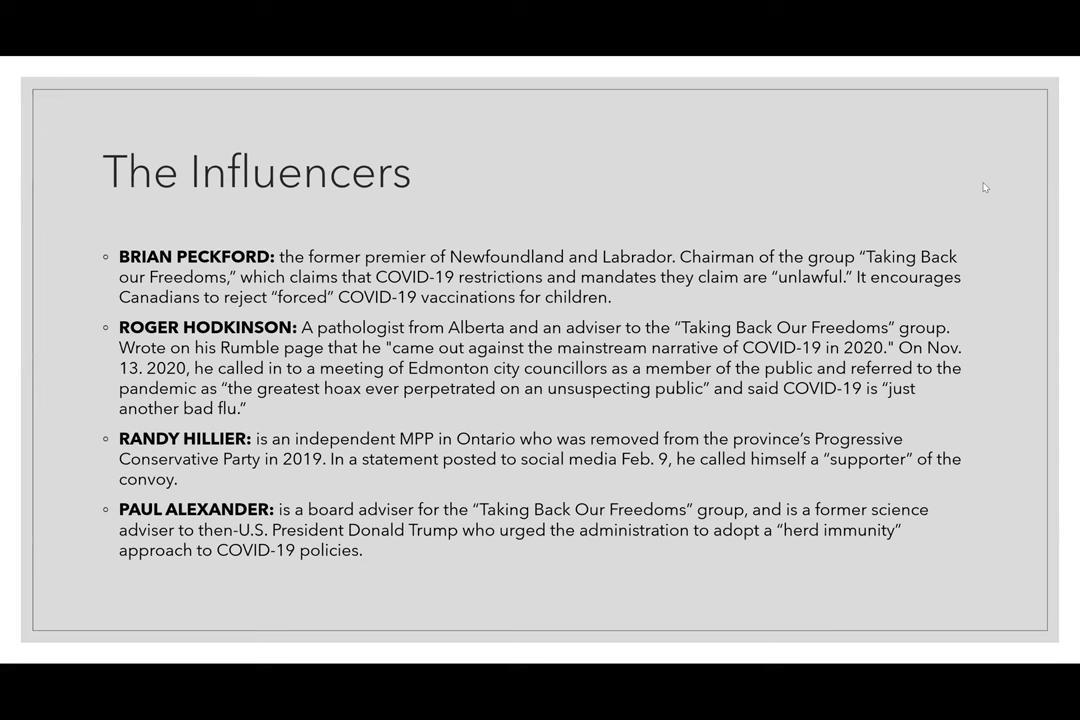 The Influencers
◦ BRIAN PECKFORD: the former premier of Newfoundland and Labrador. Chairman of the group “Taking Back
our Freedoms,” which claims that COVID-19 restrictions and mandates they claim are “unlawful.” It encourages
Canadians to reject “forced” COVID-19 vaccinations for children.
◦ ROGER HODKINSON: A pathologist from Alberta and an adviser to the “Taking Back Our Freedoms” group.
Wrote on his Rumble page that he "came out against the mainstream narrative of COVID-19 in 2020." On Nov.
13. 2020, he called in to a meeting of Edmonton city councillors as a member of the public and referred to the
pandemic as “the greatest hoax ever perpetrated on an unsuspecting public” and said COVID-19 is “just
another bad flu.”
◦ RANDY HILLIER: is an independent MPP in Ontario who was removed from the province’s Progressive
Conservative Party in 2019. In a statement posted to social media Feb. 9, he called himself a “supporter” of the
convoy.
◦ PAUL ALEXANDER: is a board adviser for the “Taking Back Our Freedoms” group, and is a former science
adviser to then-U.S. President Donald Trump who urged the administration to adopt a “herd immunity”
approach to COVID-19 policies.